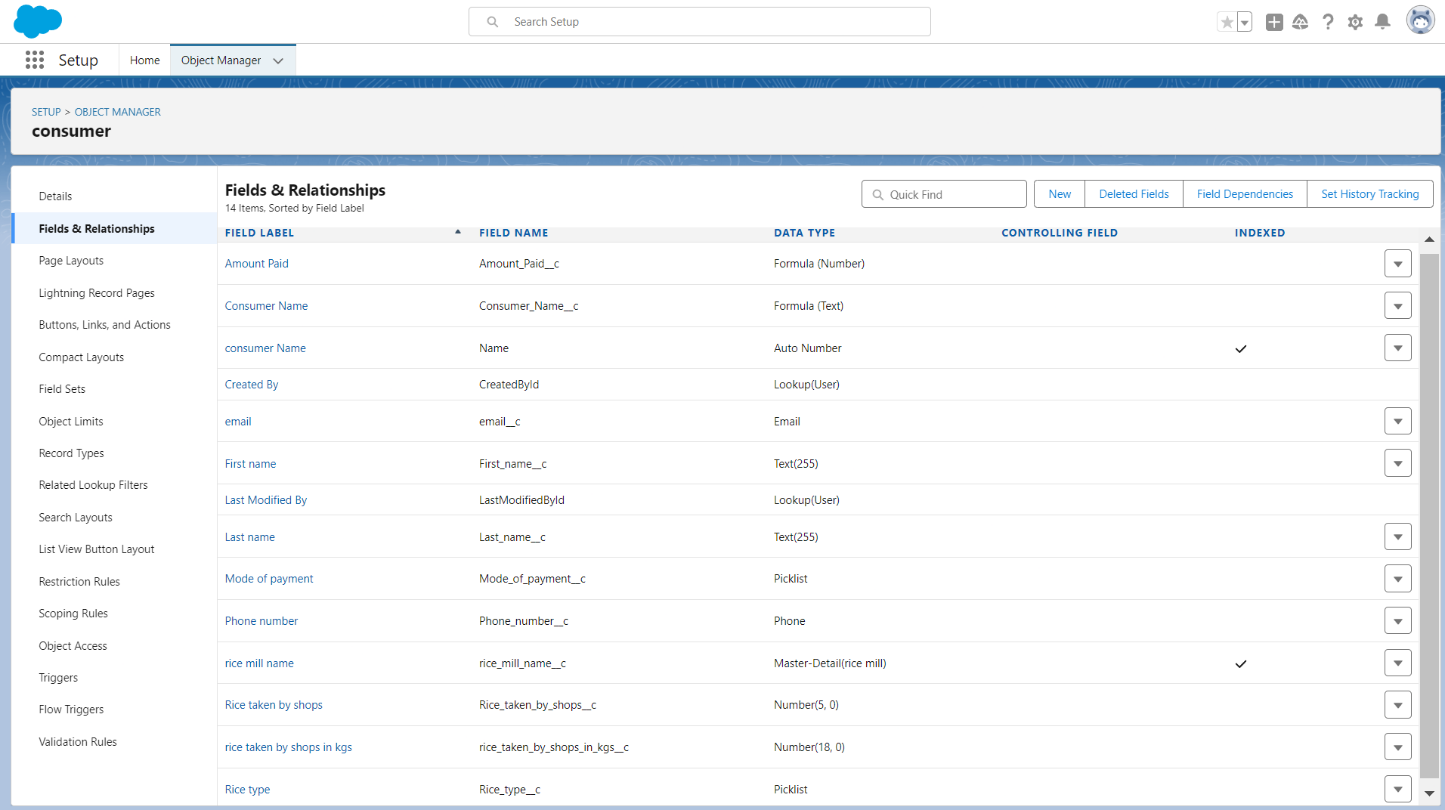 Search Setup
Setup Home Object Manager
SETUP > OBJECT MANAGER
consumer
Details
Fields & Relationships
Page Layouts
Lightning Record Pages
Buttons, Links, and Actions
Compact Layouts
Field Sets
Object Limits
Record Types
Related Lookup Filters
Search Layouts
List View Button Layout
Restriction Rules
Scoping Rules
Object Access
Triggers
Flow Triggers
Validation Rules
Fields & Relationships
14 Items. Sorted by Field Label
Quick Find New Deleted Fields Field Dependencies Set History Tracking
FIELD LABEL FIELD NAME DATA TYPE CONTROLLING FIELD INDEXED
Amount Paid Amount_Paid__c Formula (Number)
Consumer Name Consumer_Name__c Formula (Text)
consumer Name Name Auto Number
Created By CreatedById Lookup(User)
email email__c Email
First name First_name__c Text(255)
Last Modified By LastModifiedById Lookup(User)
Last name Last_name__c Text(255)
Mode of payment Mode_of_payment__c Picklist
Phone number Phone_number__c Phone
rice mill name rice_mill_name__c Master-Detail(rice mill)
Rice taken by shops Rice_taken_by_shops__c Number(5, 0)
rice taken by shops in kgs rice_taken_by_shops_in_kgs__c Number(18, 0)
Rice type Rice_type__c Picklist